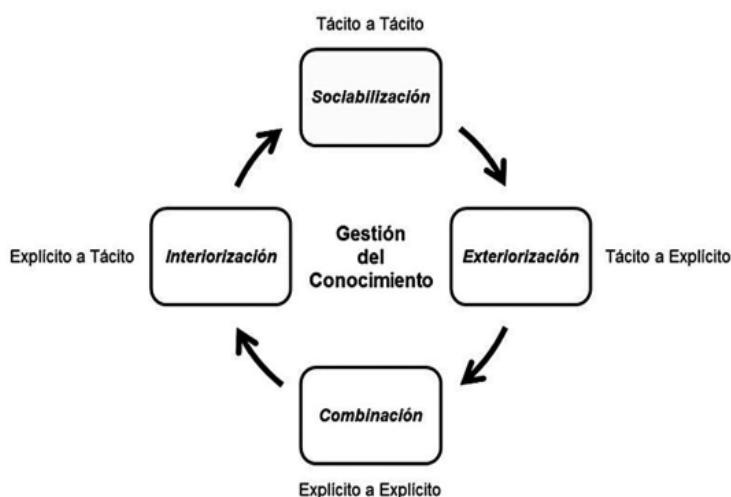 Tácito a Tácito
Sociabilización
Explícito a Tácito
Interiorización
Gestión
del
Conocimiento
Exteriorización
Tácito a Explícito
Combinación
Explícito a Explícito